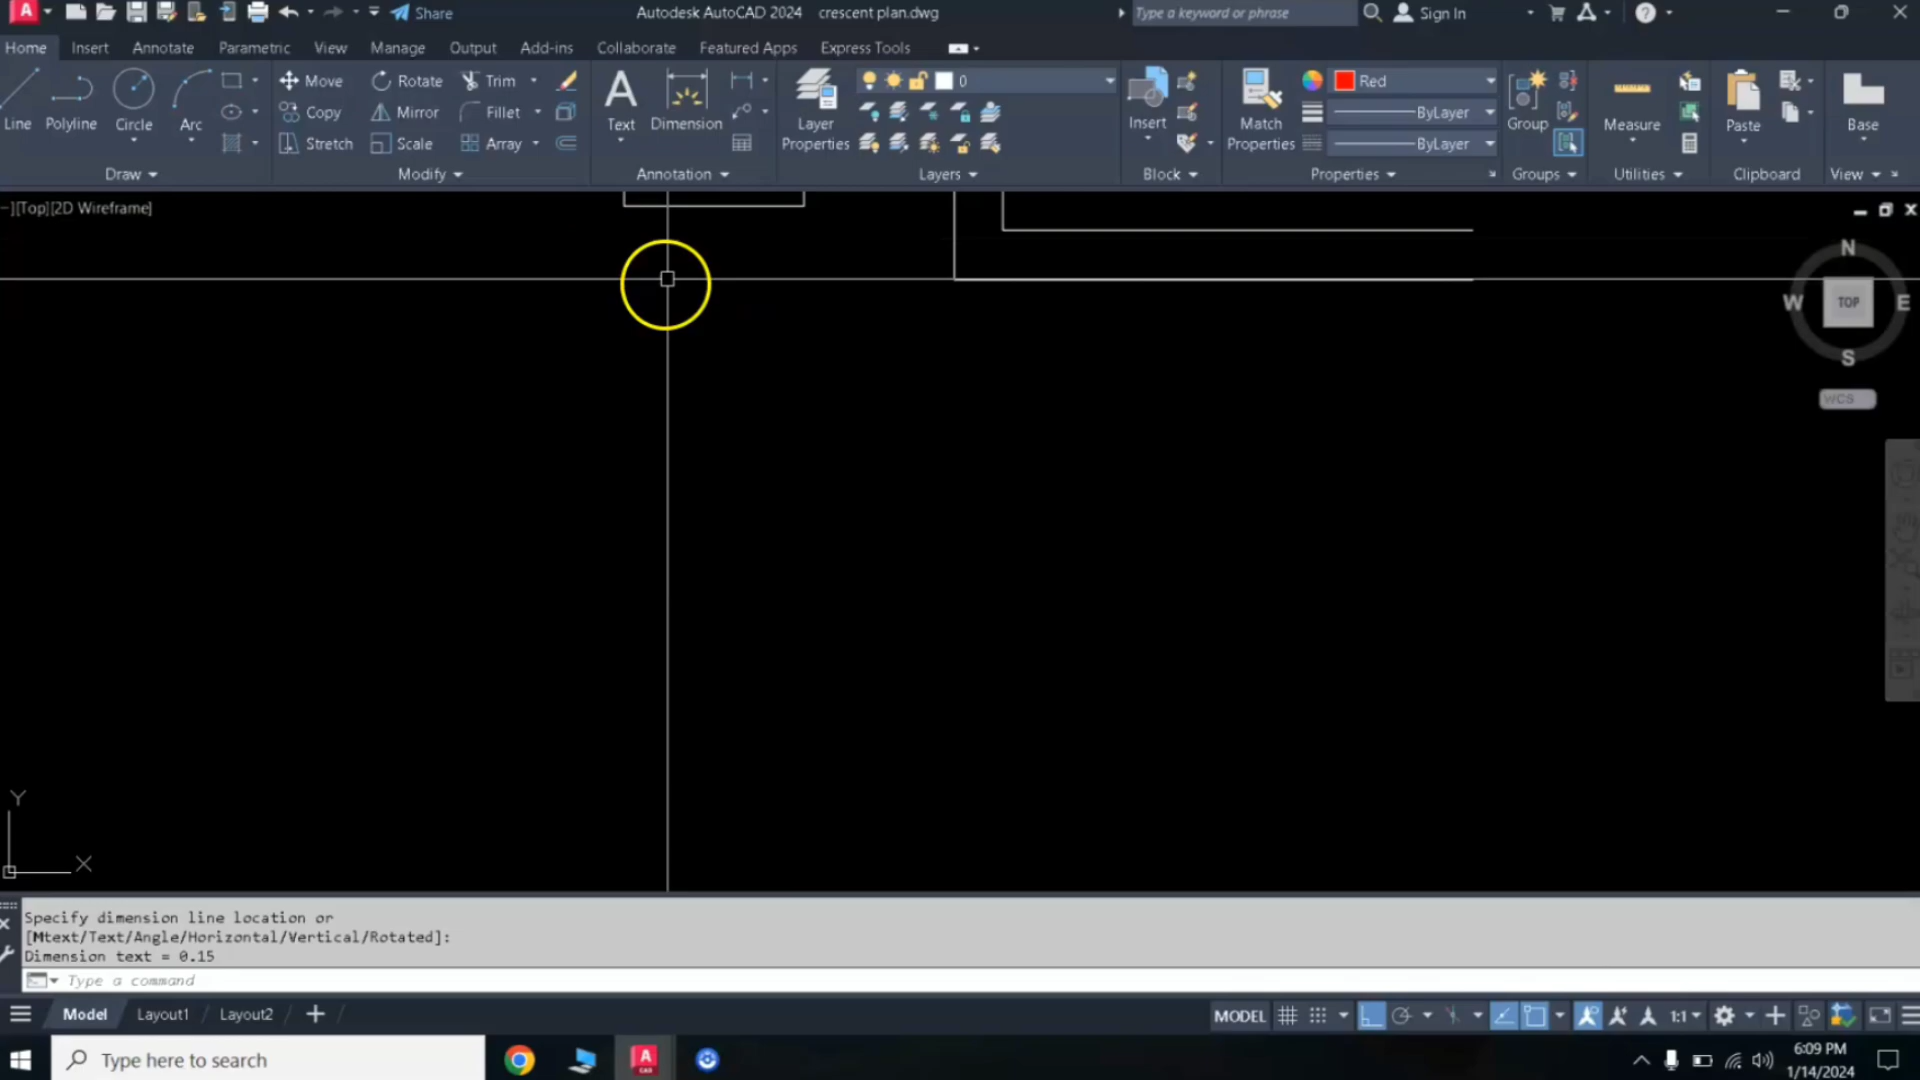 Share
Autodesk AutoCAD 2024 crescent plan.dwg
Type a keyword or phrase
Sign In
Home Insert Annotate Parametric View Manage Output Add-ins Collaborate Featured Apps Express Tools
Line Polyline Circle Arc
Move Rotate Trim
Copy Mirror Fillet
Stretch Scale Array
Text Dimension
Layer Properties
0
Insert
Match Properties
Red
ByLayer
ByLayer
Group
Measure
Paste
Base
Draw Modify Annotation Layers Block Properties Groups Utilities Clipboard View
−][Top][2D Wireframe]
N
W TOP E
S
WCS
Y
X
Specify dimension line location or
[Mtext/Text/Angle/Horizontal/Vertical/Rotated]:
Dimension text = 0.15
Type a command
Model Layout1 Layout2
MODEL 1:1
Type here to search
A CAD
6:09 PM
1/14/2024